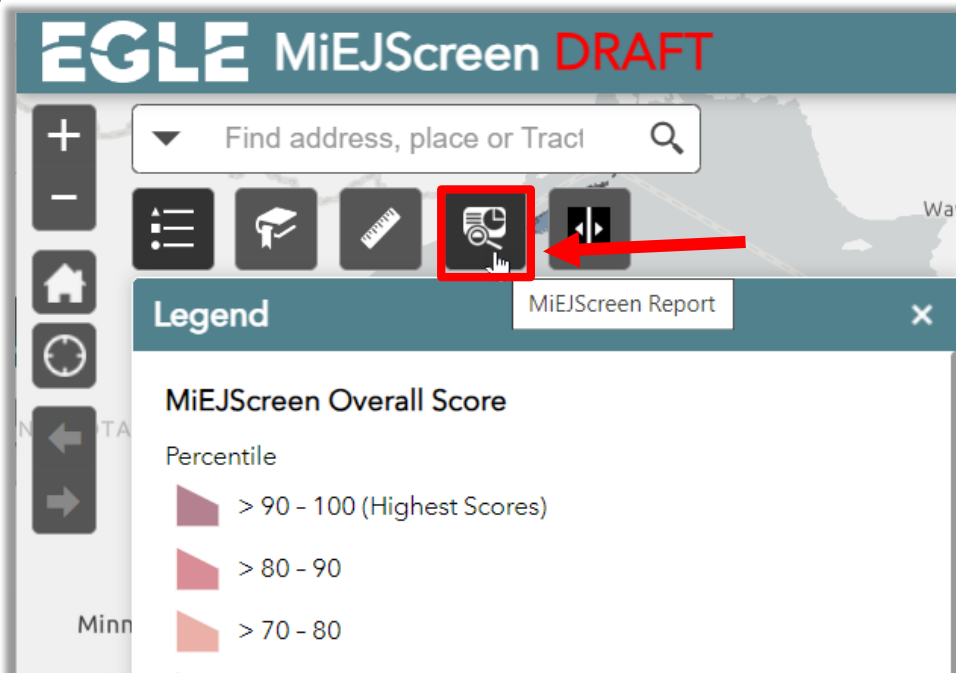 EGLE MiEJScreen DRAFT
Find address, place or Tract
Wa
MiEJScreen Report
Legend
MiEJScreen Overall Score
Percentile
> 90 - 100 (Highest Scores)
> 80 - 90
> 70 - 80
Minn